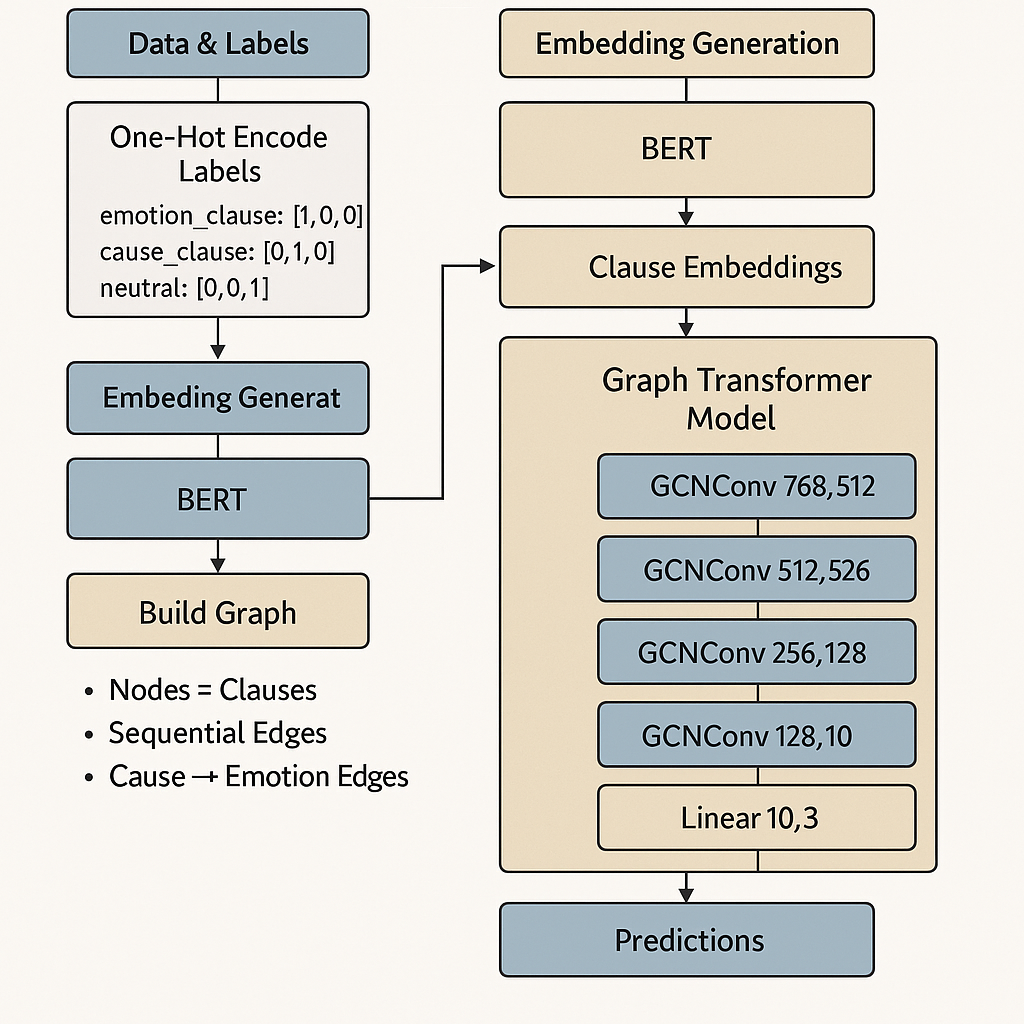 Data & Labels
One-Hot Encode
Labels
emotion_clause: [1,0,0]
cause_clause: [0,1,0]
neutral: [0,0,1]
Embeding Generat
BERT
Build Graph
• Nodes = Clauses
• Sequential Edges
• Cause → Emotion Edges
Embedding Generation
BERT
Clause Embeddings
Graph Transformer
Model
GCNConv 768,512
GCNConv 512,526
GCNConv 256,128
GCNConv 128,10
Linear 10,3
Predictions